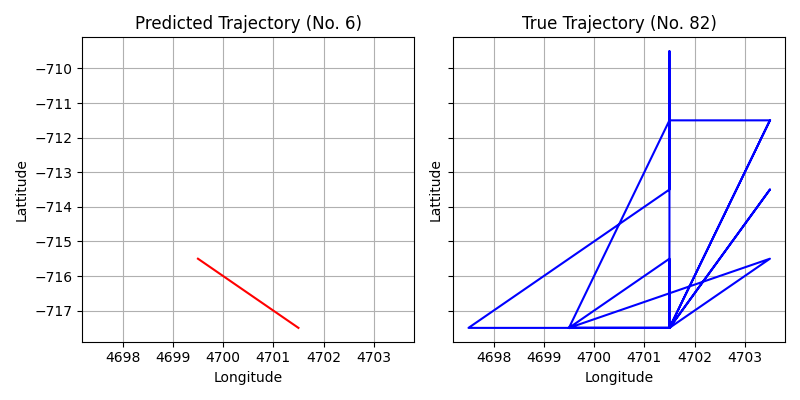 Predicted Trajectory (No. 6)
True Trajectory (No. 82)
Lattitude
−710
−711
−712
−713
−714
−715
−716
−717
4698 4699 4700 4701 4702 4703
Longitude
Lattitude
4698 4699 4700 4701 4702 4703
Longitude